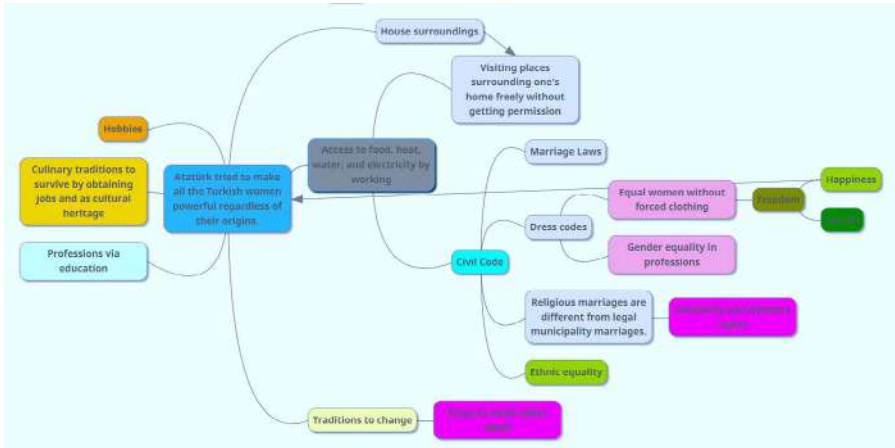 House surroundings
Visiting places
surrounding one's
home freely without
getting permission
Hobbies
Access to food, heat,
water, and electricity by
working
Culinary traditions to
survive by obtaining
jobs and as cultural
heritage
Atatürk tried to make
all the Turkish women
powerful regardless of
their origins.
Professions via
education
Marriage Laws
Equal women without
forced clothing
Freedom
Happiness
Dress codes
Gender equality in
professions
Civil Code
Religious marriages are
different from legal
municipality marriages.
Ethnic equality
Traditions to change